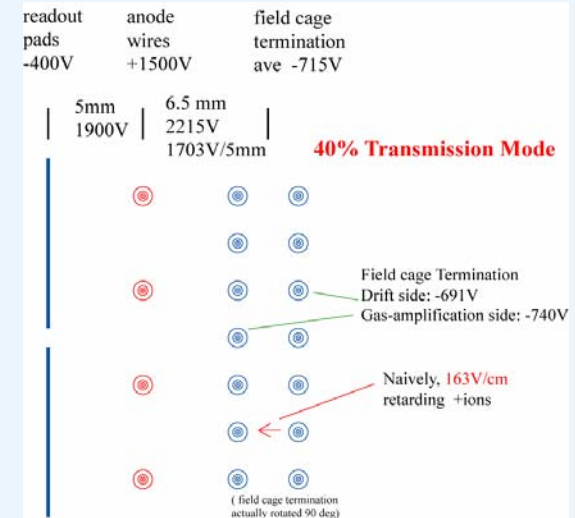 readout
pads
-400V
anode
wires
+1500V
field cage
termination
ave -715V
5mm
1900V
6.5 mm
2215V
1703V/5mm
40% Transmission Mode
Field cage Termination
Drift side: -691V
Gas-amplification side: -740V
Naively, 163V/cm
retarding +ions
( field cage termination
actually rotated 90 deg)